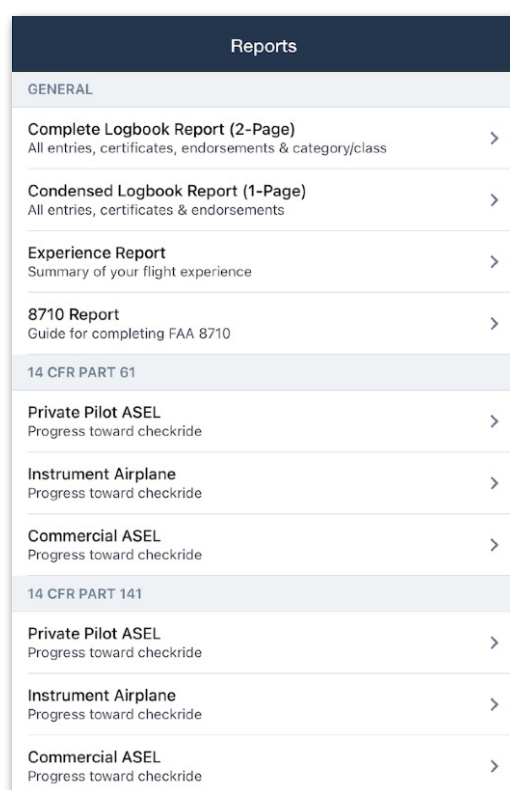 Reports
GENERAL
Complete Logbook Report (2-Page)
All entries, certificates, endorsements & category/class
Condensed Logbook Report (1-Page)
All entries, certificates & endorsements
Experience Report
Summary of your flight experience
8710 Report
Guide for completing FAA 8710
14 CFR PART 61
Private Pilot ASEL
Progress toward checkride
Instrument Airplane
Progress toward checkride
Commercial ASEL
Progress toward checkride
14 CFR PART 141
Private Pilot ASEL
Progress toward checkride
Instrument Airplane
Progress toward checkride
Commercial ASEL
Progress toward checkride